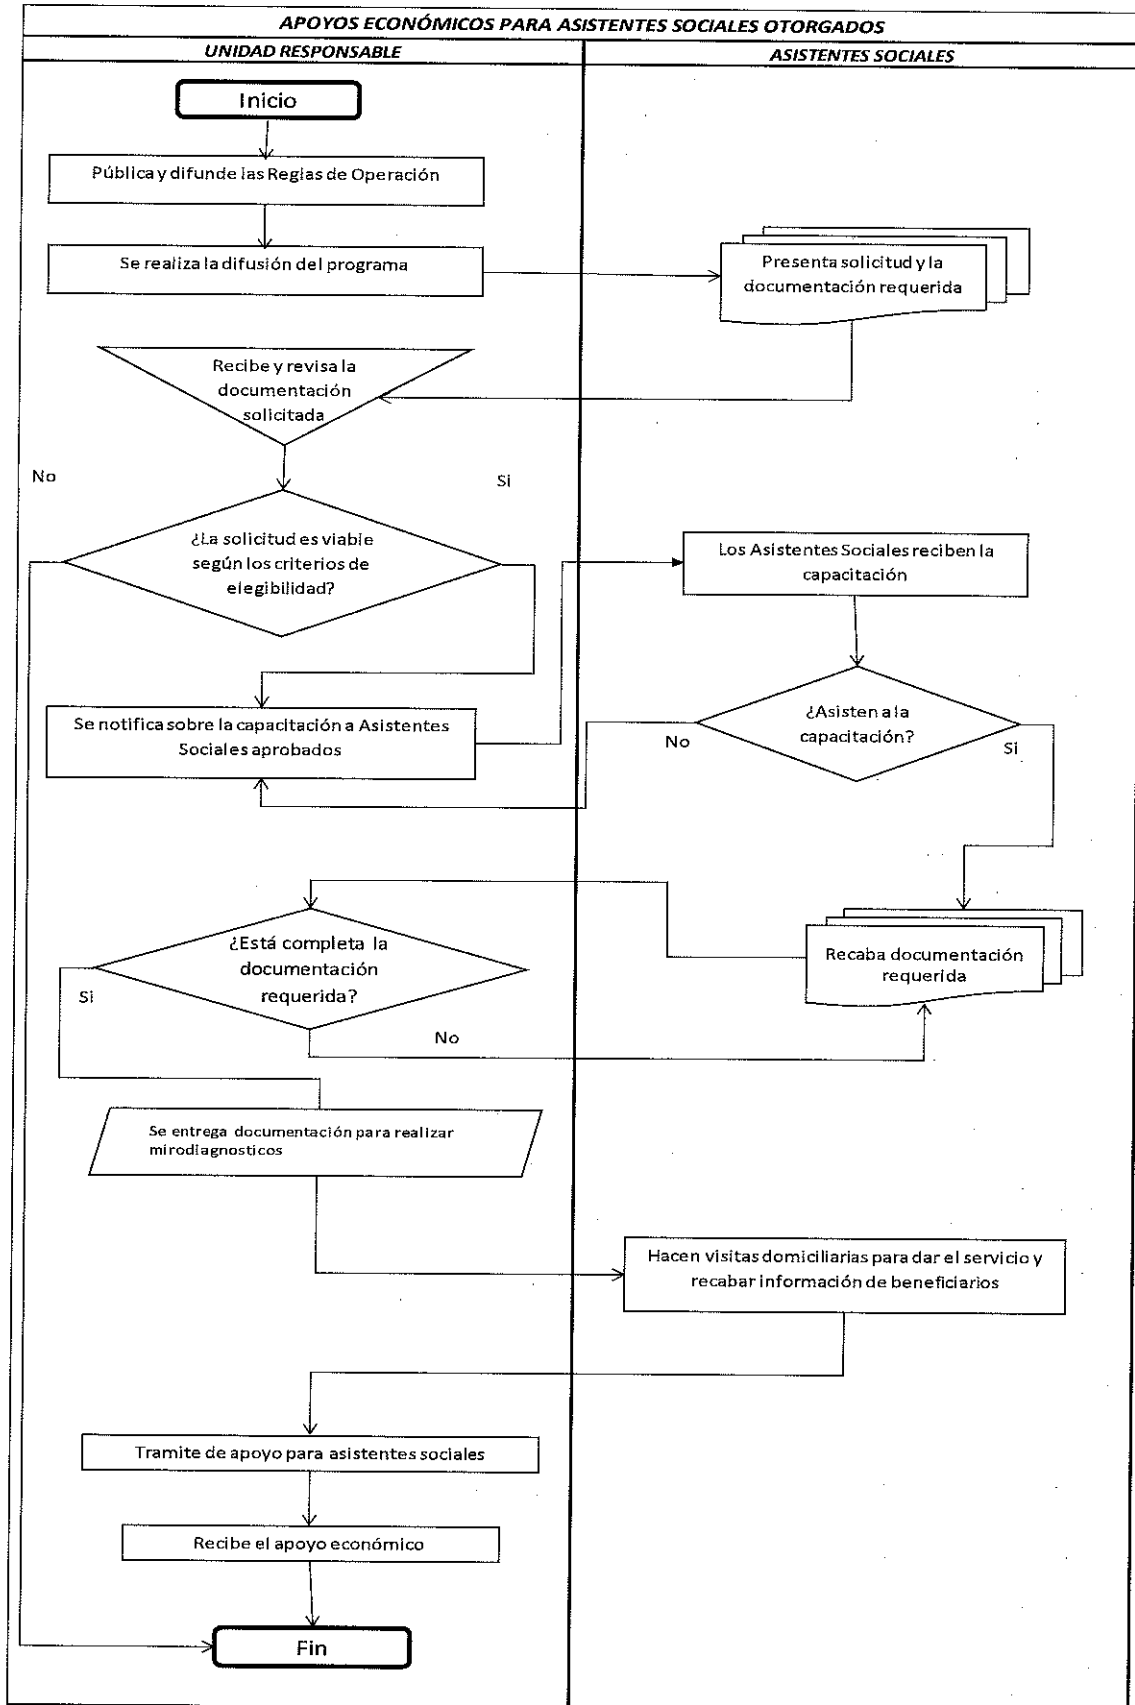 APOYOS ECONÓMICOS PARA ASISTENTES SOCIALES OTORGADOS
UNIDAD RESPONSABLE
ASISTENTES SOCIALES
Inicio
Pública y difunde las Reglas de Operación
Se realiza la difusión del programa
Presenta solicitud y la
documentación requerida
Recibe y revisa la
documentación
solicitada
No
Si
¿La solicitud es viable
según los criterios de
elegibilidad?
Los Asistentes Sociales reciben la
capacitación
Se notifica sobre la capacitación a Asistentes
Sociales aprobados
¿Asisten a la
capacitación?
No
Si
¿Está completa la
documentación
requerida?
Recaba documentación
requerida
Si
No
Se entrega documentación para realizar
mirodiagnosticos
Hacen visitas domiciliarias para dar el servicio y
recabar información de beneficiarios
Tramite de apoyo para asistentes sociales
Recibe el apoyo económico
Fin